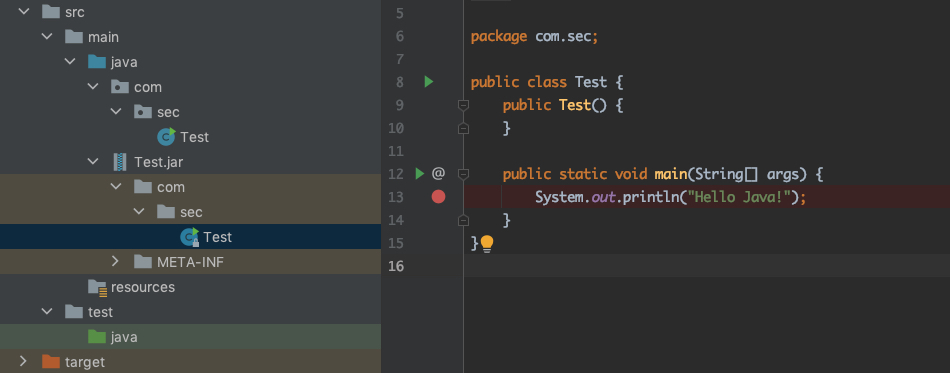 src
main
java
com
sec
Test
Test.jar
com
sec
Test
META-INF
resources
test
java
target
5
6 package com.sec;
7
8 public class Test {
9 public Test() {
10 }
11
12 @ public static void main(String[] args) {
13 System.out.println("Hello Java!");
14 }
15 }
16